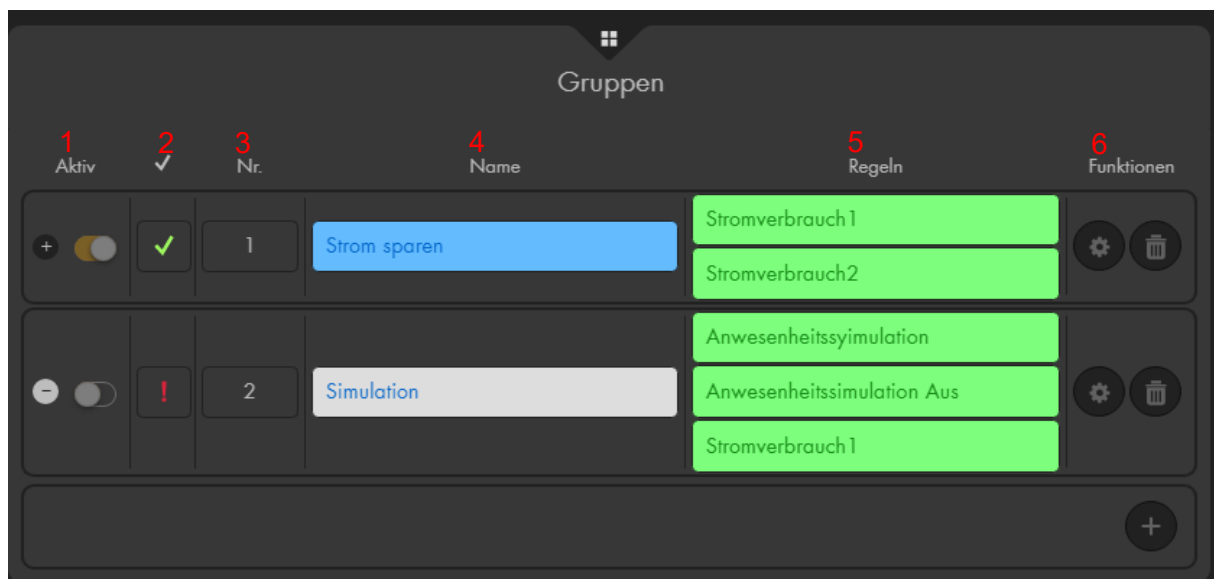 Gruppen
1 2 3 4 5 6
Aktiv Nr. Name Regeln Funktionen
Stromverbrauch1
1 Strom sparen
Stromverbrauch2
Anwesenheitssyimulation
! 2 Simulation Anwesenheitssimulation Aus
Stromverbrauch1